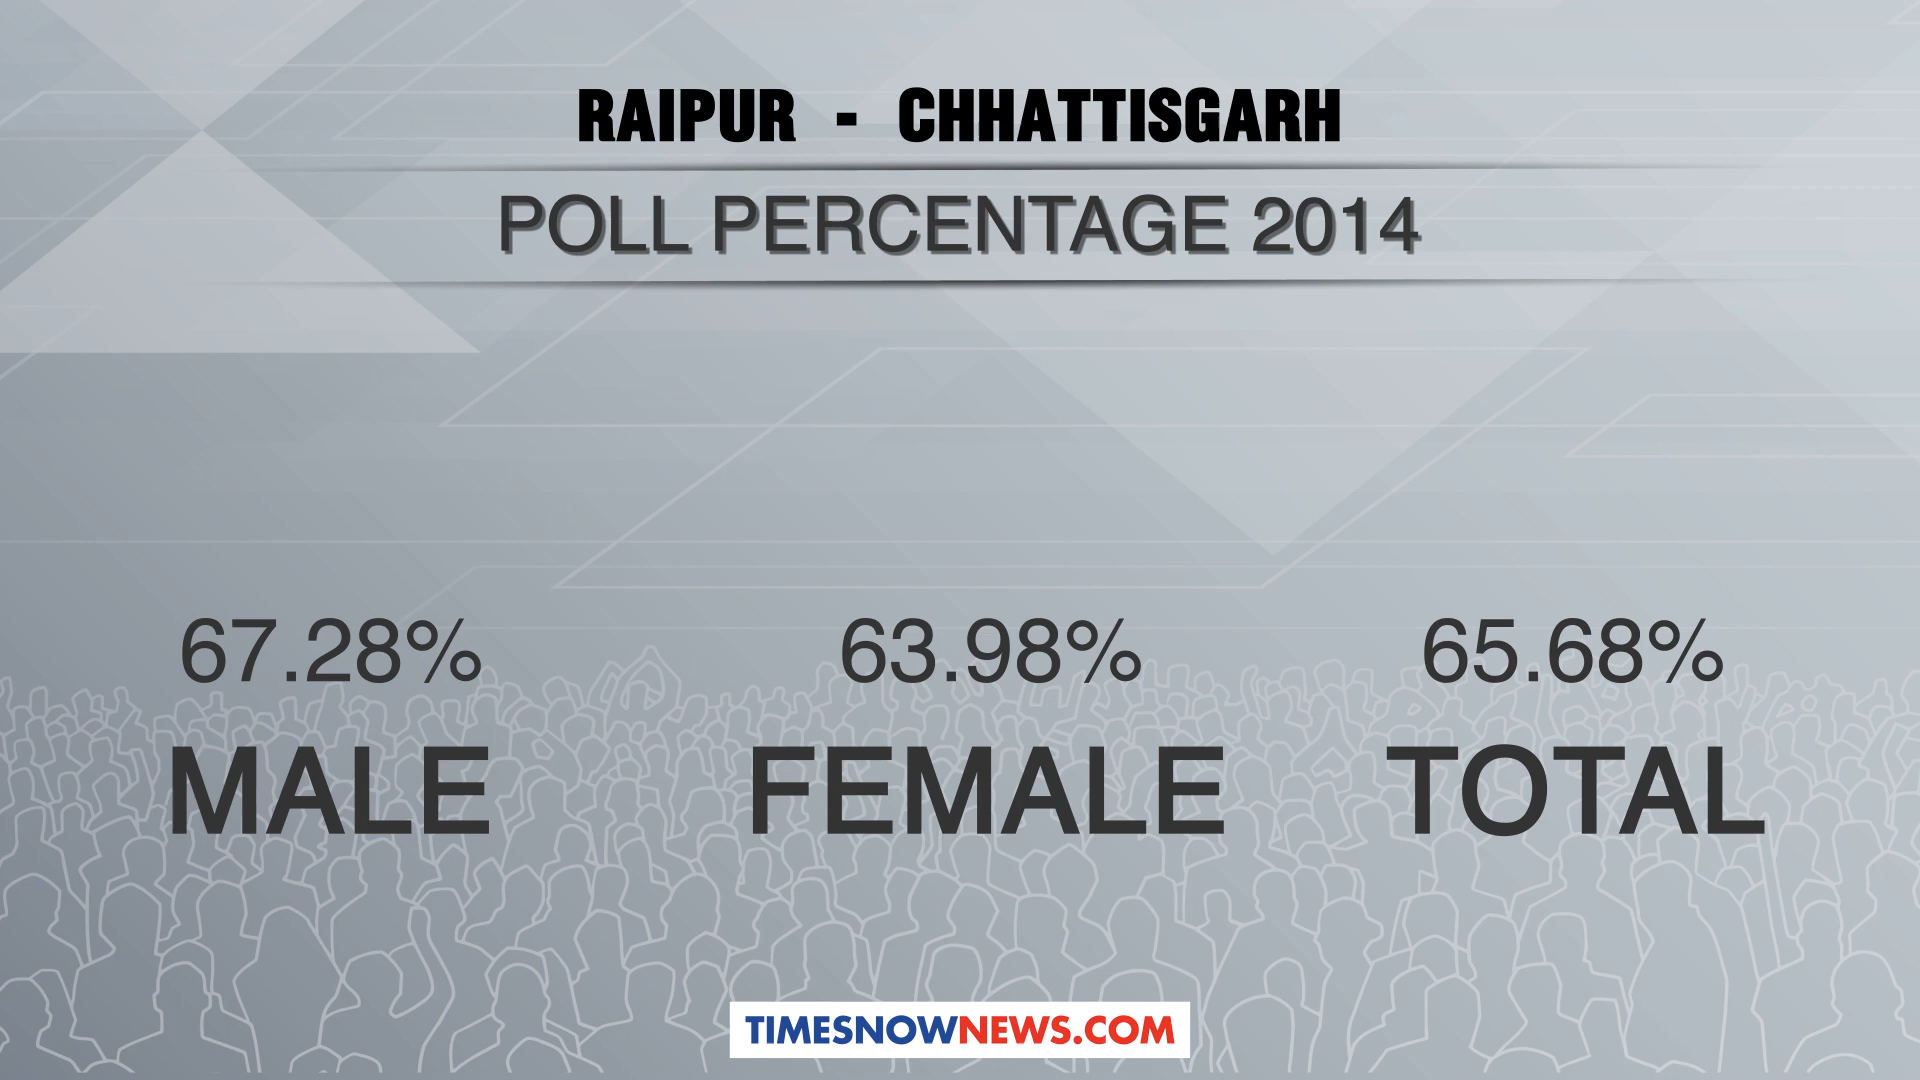 RAIPUR - CHHATTISGARH
POLL PERCENTAGE 2014
67.28% 63.98% 65.68%
MALE FEMALE TOTAL
TIMESNOWNEWS.COM